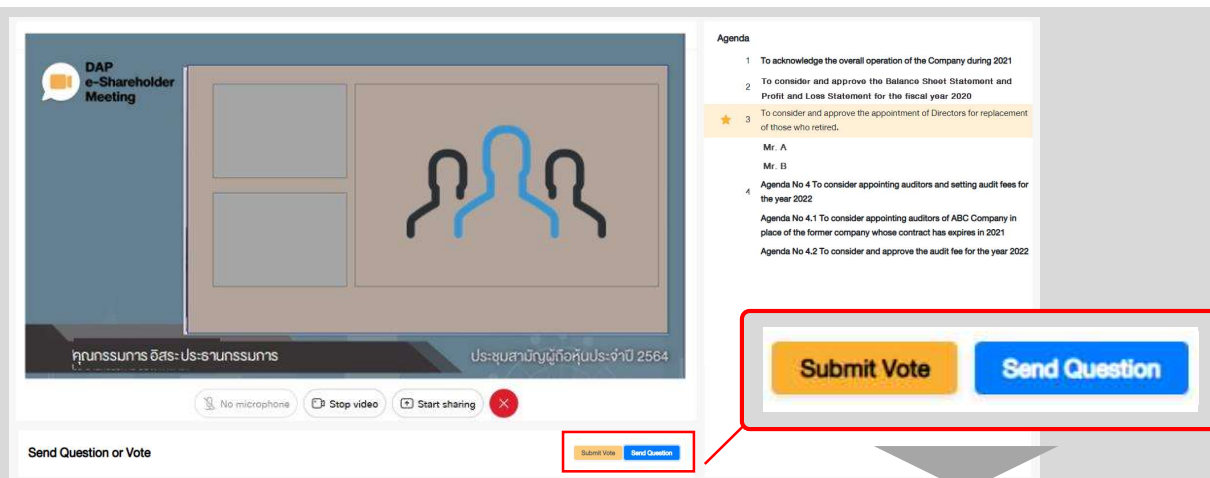 DAP
e-Shareholder
Meeting
คุณกรรมการ อิสระ ประธานกรรมการ
ประชุมสามัญผู้ถือหุ้นประจำปี 2564
No microphone
Stop video
Start sharing
Send Question or Vote
Submit Vote
Send Question
Agenda
1 To acknowledge the overall operation of the Company during 2021
2 To consider and approve the Balance Sheet Statement and
Profit and Loss Statement for the fiscal year 2020
3 To consider and approve the appointment of Directors for replacement
of those who retired.
Mr. A
Mr. B
4 Agenda No 4 To consider appointing auditors and setting audit fees for
the year 2022
Agenda No 4.1 To consider appointing auditors of ABC Company in
place of the former company whose contract has expires in 2021
Agenda No 4.2 To consider and approve the audit fee for the year 2022
Submit Vote
Send Question